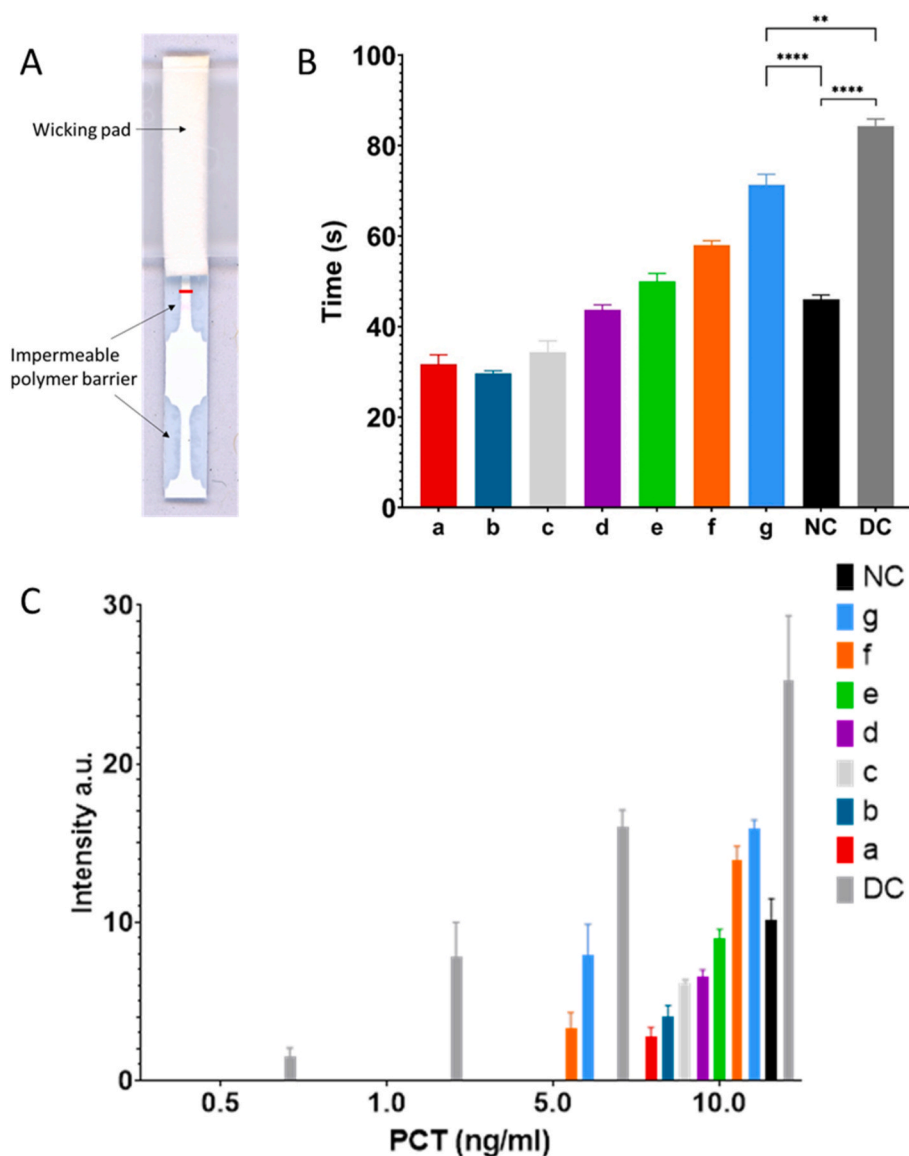 A
Wicking pad
Impermeable
polymer barrier
B
**
****
****
100
80
60
40
20
0
Time (s)
a b c d e f g NC DC
C
30
20
10
0
Intensity a.u.
0.5 1.0 5.0 10.0
PCT (ng/ml)
NC
g
f
e
d
c
b
a
DC